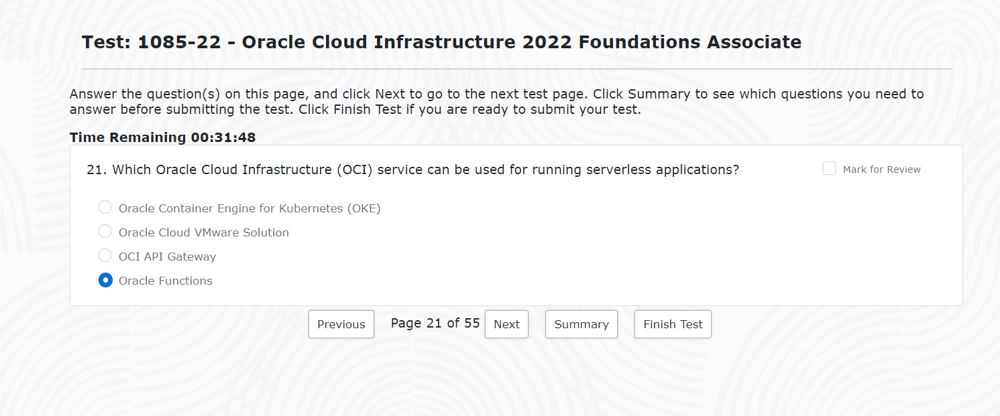 Test: 1085-22 - Oracle Cloud Infrastructure 2022 Foundations Associate
Answer the question(s) on this page, and click Next to go to the next test page. Click Summary to see which questions you need to
answer before submitting the test. Click Finish Test if you are ready to submit your test.
Time Remaining 00:31:48
21. Which Oracle Cloud Infrastructure (OCI) service can be used for running serverless applications?
Mark for Review
Oracle Container Engine for Kubernetes (OKE)
Oracle Cloud VMware Solution
OCI API Gateway
Oracle Functions
Previous Page 21 of 55 Next Summary Finish Test